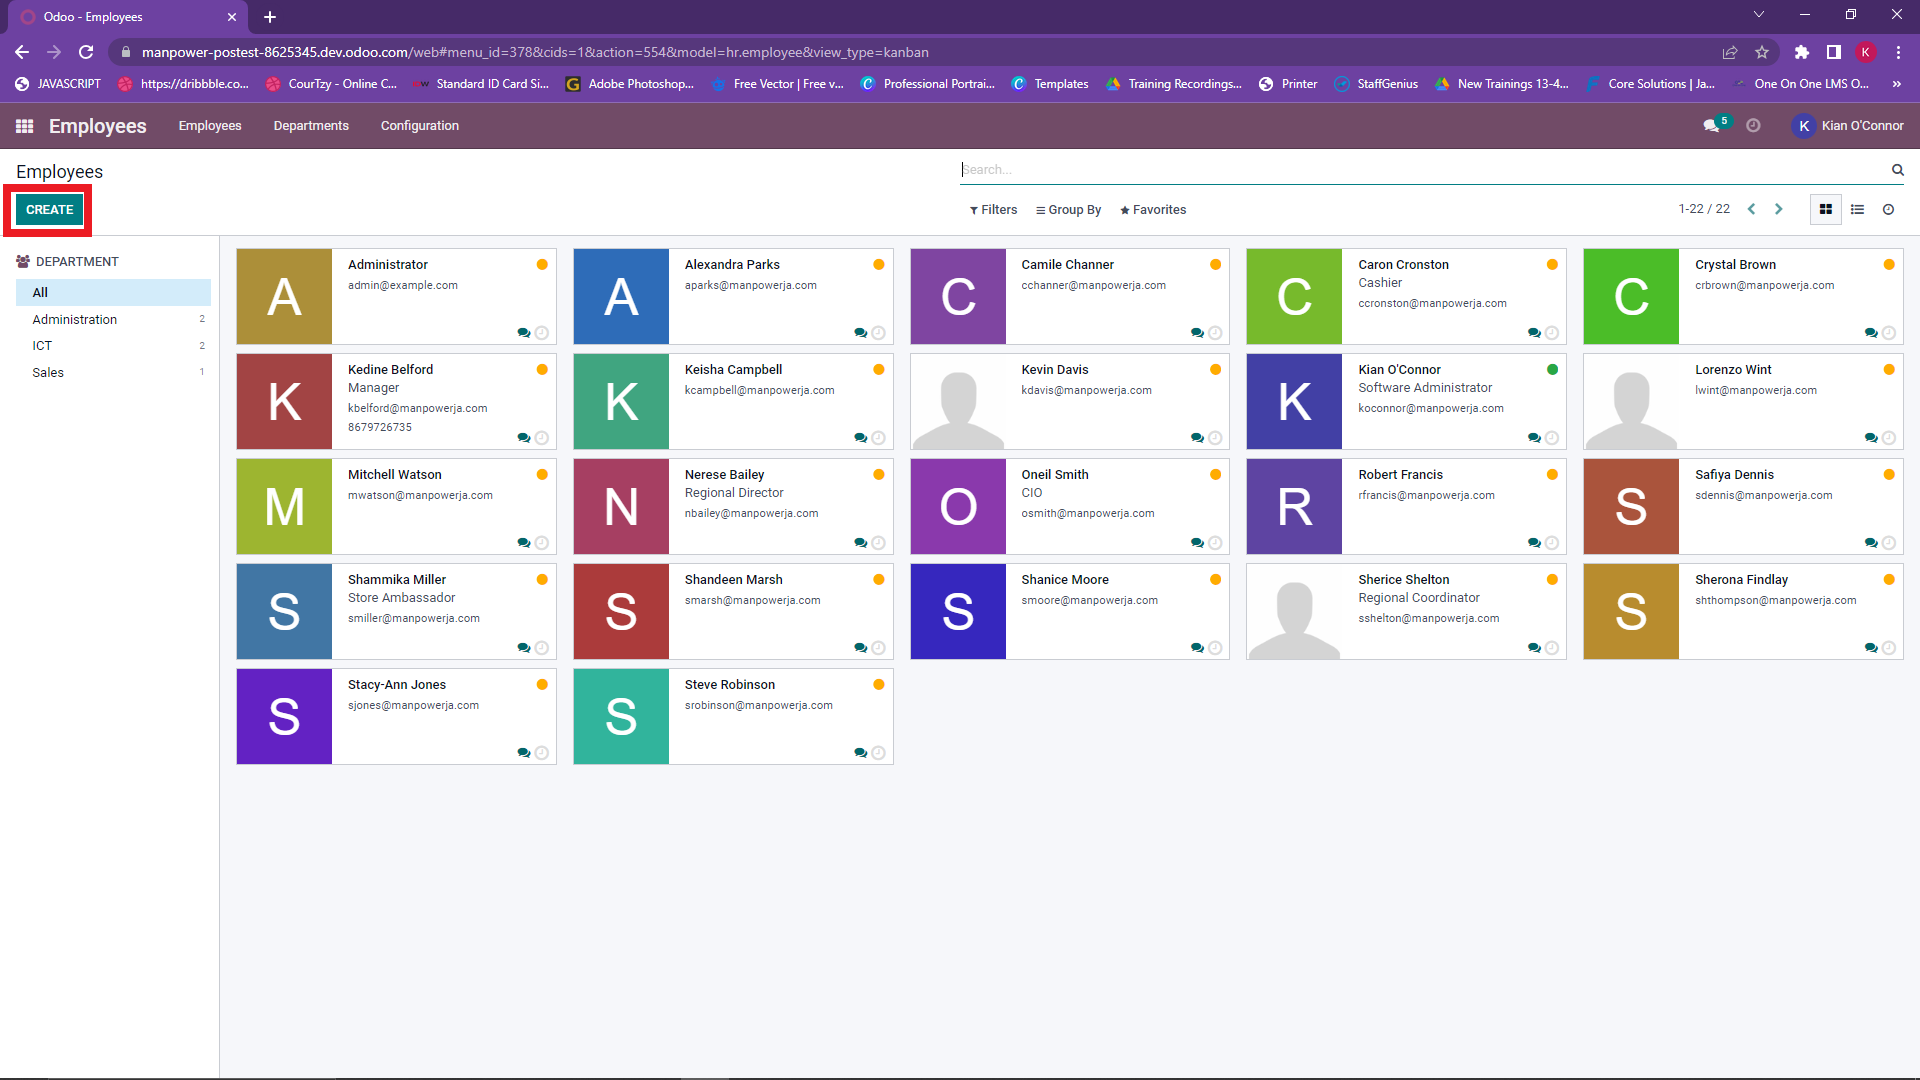 Odoo - Employees
manpower-postest-8625345.dev.odoo.com/web#menu_id=378&cids=1&action=554&model=hr.employee&view_type=kanban
K
JAVASCRIPT https://dribbble.co... CourTzy - Online C... Standard ID Card Si... Adobe Photoshop... Free Vector | Free v... Professional Portrai... Templates Training Recordings... Printer StaffGenius New Trainings 13-4... Core Solutions | Ja... One On One LMS O... »
Employees Employees Departments Configuration 5 K Kian O'Connor
Employees
Search...
CREATE
Filters Group By Favorites 1-22 / 22
DEPARTMENT
All
Administration 2
ICT 2
Sales 1
A
Administrator
admin@example.com
A
Alexandra Parks
aparks@manpowerja.com
C
Camile Channer
cchanner@manpowerja.com
C
Caron Cronston
Cashier
ccronston@manpowerja.com
C
Crystal Brown
crbrown@manpowerja.com
K
Kedine Belford
Manager
kbelford@manpowerja.com
8679726735
K
Keisha Campbell
kcampbell@manpowerja.com
Kevin Davis
kdavis@manpowerja.com
K
Kian O'Connor
Software Administrator
koconnor@manpowerja.com
Lorenzo Wint
lwint@manpowerja.com
M
Mitchell Watson
mwatson@manpowerja.com
N
Nerese Bailey
Regional Director
nbailey@manpowerja.com
O
Oneil Smith
CIO
osmith@manpowerja.com
R
Robert Francis
rfrancis@manpowerja.com
S
Safiya Dennis
sdennis@manpowerja.com
S
Shammika Miller
Store Ambassador
smiller@manpowerja.com
S
Shandeen Marsh
smarsh@manpowerja.com
S
Shanice Moore
smoore@manpowerja.com
Sherice Shelton
Regional Coordinator
sshelton@manpowerja.com
S
Sherona Findlay
shthompson@manpowerja.com
S
Stacy-Ann Jones
sjones@manpowerja.com
S
Steve Robinson
srobinson@manpowerja.com